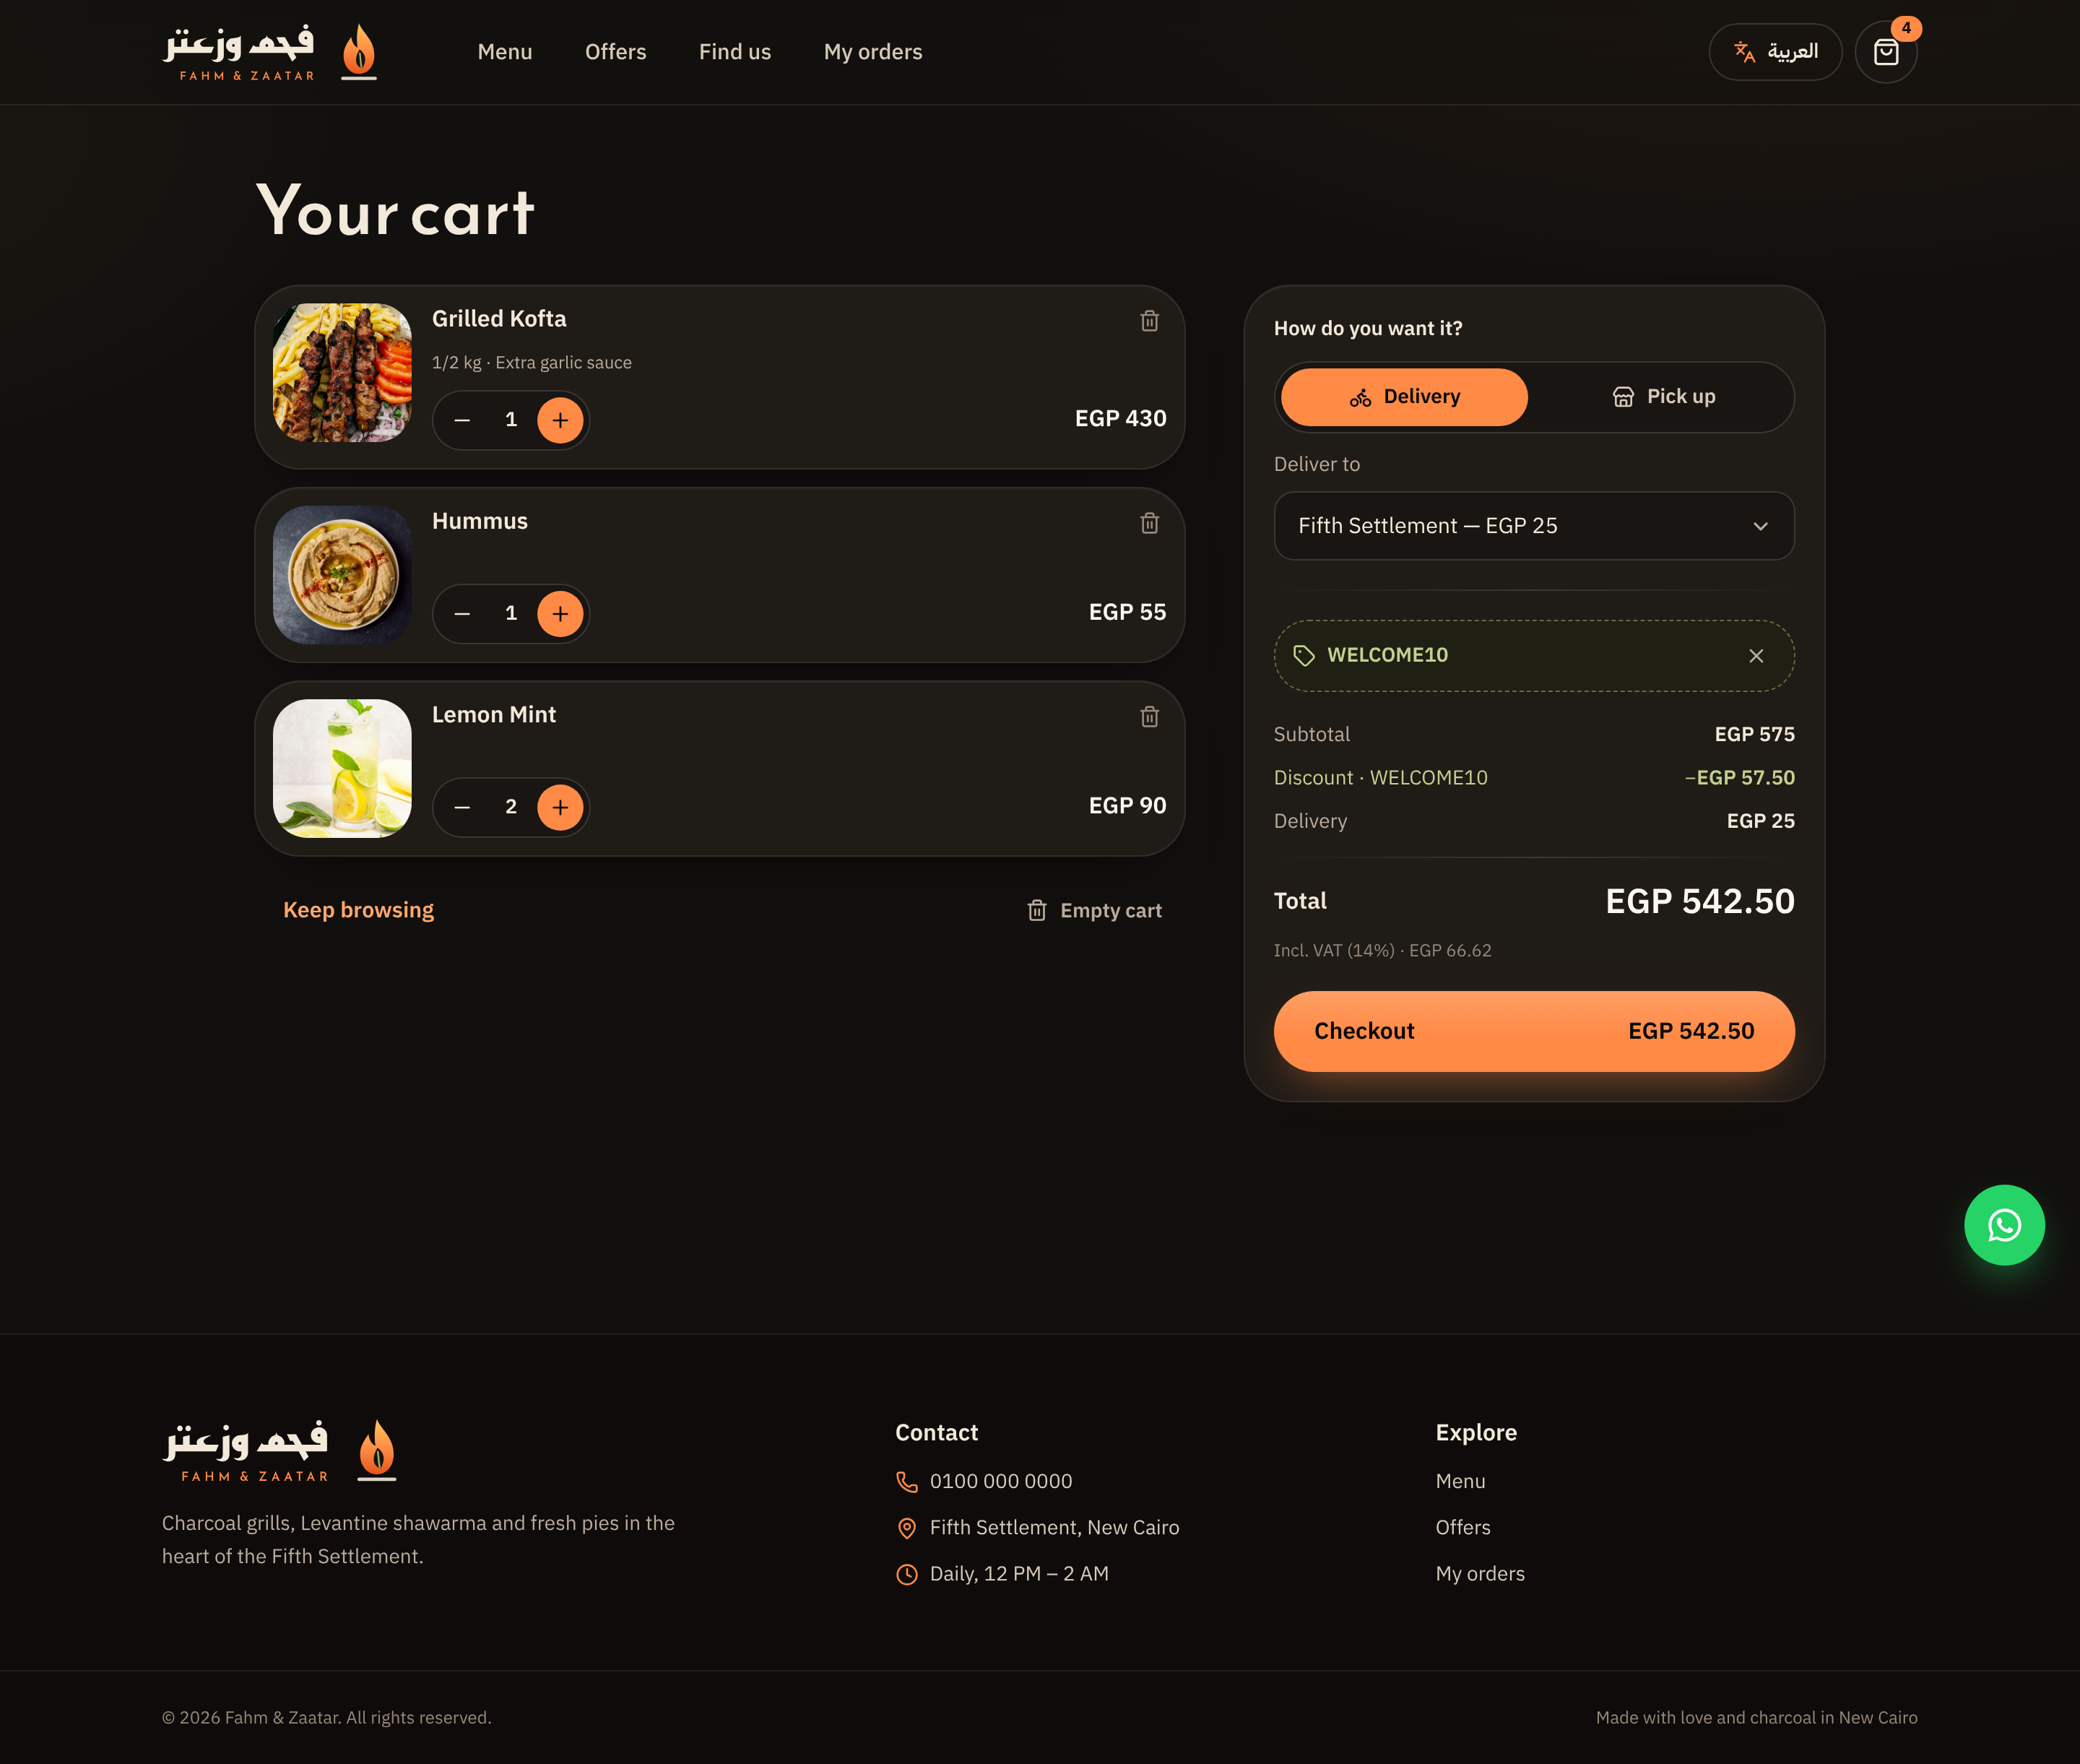 فحم وزعتر
FAHM & ZAATAR
Menu
Offers
Find us
My orders
العربية
4
Your cart
Grilled Kofta
1/2 kg · Extra garlic sauce
1
EGP 430
Hummus
1
EGP 55
Lemon Mint
2
EGP 90
Keep browsing
Empty cart
How do you want it?
Delivery
Pick up
Deliver to
Fifth Settlement — EGP 25
WELCOME10
Subtotal EGP 575
Discount · WELCOME10 −EGP 57.50
Delivery EGP 25
Total EGP 542.50
Incl. VAT (14%) · EGP 66.62
Checkout EGP 542.50
فحم وزعتر
FAHM & ZAATAR
Charcoal grills, Levantine shawarma and fresh pies in the
heart of the Fifth Settlement.
Contact
0100 000 0000
Fifth Settlement, New Cairo
Daily, 12 PM – 2 AM
Explore
Menu
Offers
My orders
© 2026 Fahm & Zaatar. All rights reserved.
Made with love and charcoal in New Cairo